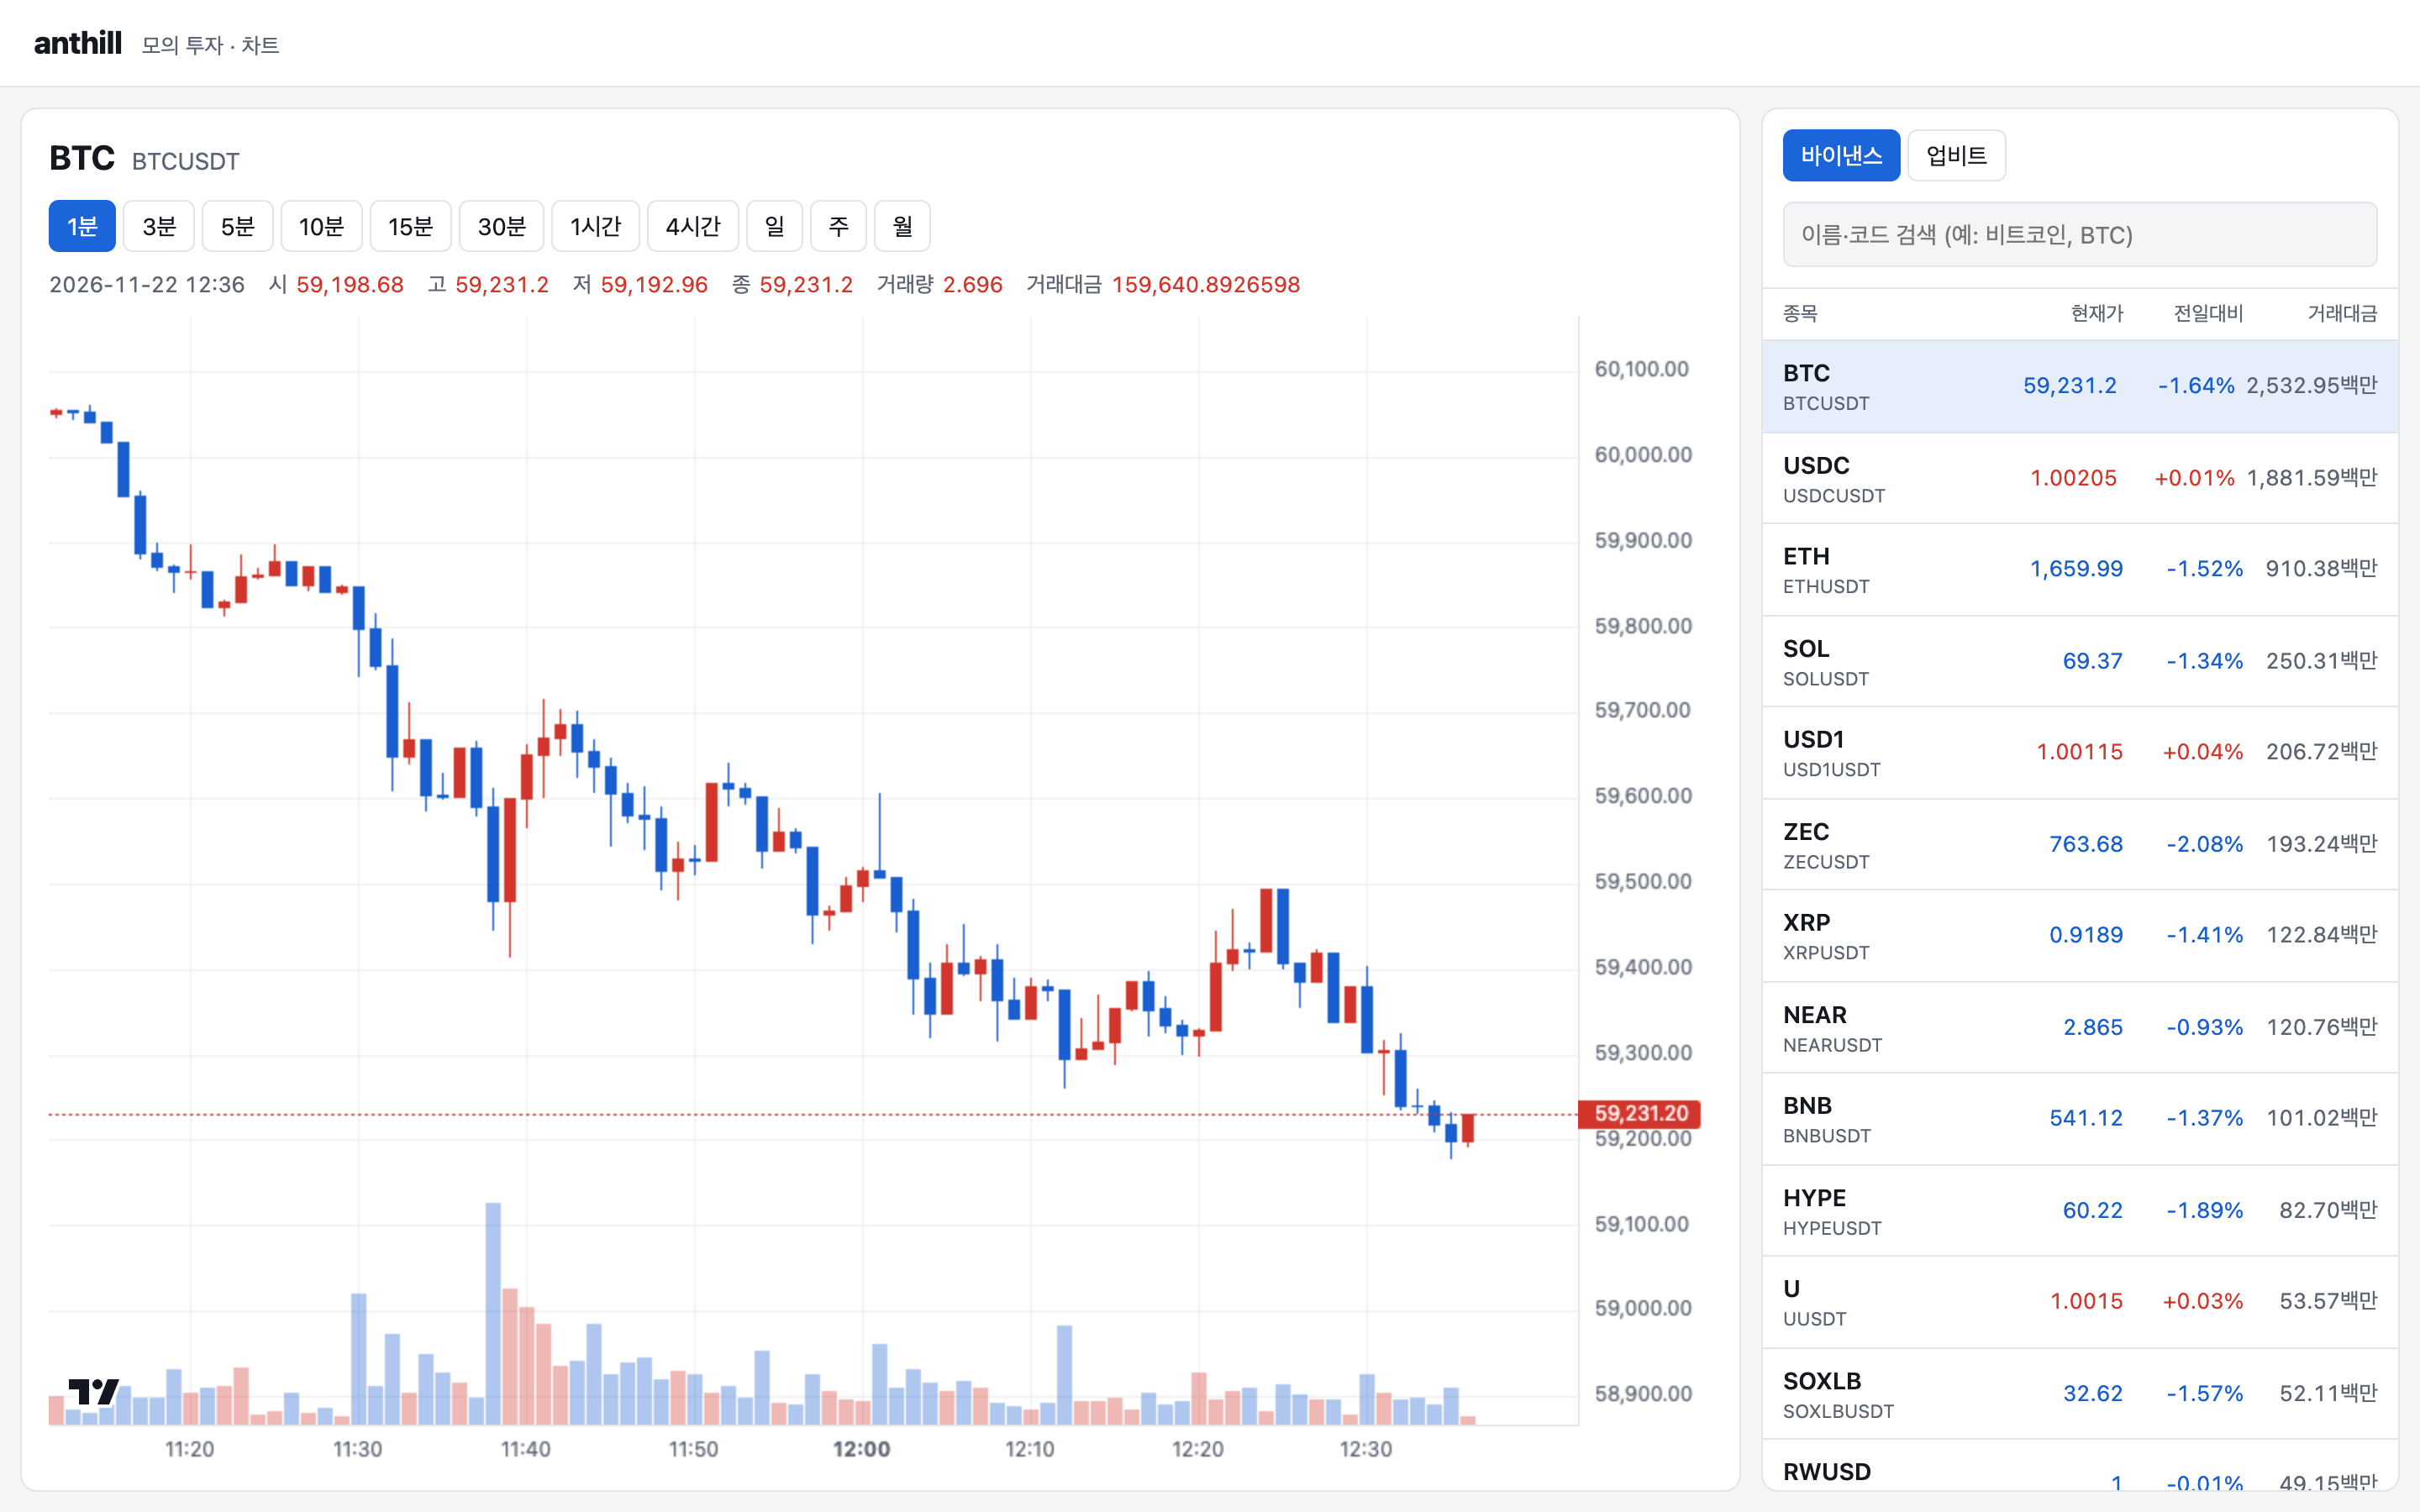 anthill 모의 투자 · 차트
BTC BTCUSDT
1분 3분 5분 10분 15분 30분 1시간 4시간 일 주 월
2026-11-22 12:36 시 59,198.68 고 59,231.2 저 59,192.96 종 59,231.2 거래량 2.696 거래대금 159,640.8926598
60,100.00
60,000.00
59,900.00
59,800.00
59,700.00
59,600.00
59,500.00
59,400.00
59,300.00
59,231.20
59,200.00
59,100.00
59,000.00
58,900.00
11:20 11:30 11:40 11:50 12:00 12:10 12:20 12:30
바이낸스 업비트
이름·코드 검색 (예: 비트코인, BTC)
종목 현재가 전일대비 거래대금
BTC 59,231.2 -1.64% 2,532.95백만
BTCUSDT
USDC 1.00205 +0.01% 1,881.59백만
USDCUSDT
ETH 1,659.99 -1.52% 910.38백만
ETHUSDT
SOL 69.37 -1.34% 250.31백만
SOLUSDT
USD1 1.00115 +0.04% 206.72백만
USD1USDT
ZEC 763.68 -2.08% 193.24백만
ZECUSDT
XRP 0.9189 -1.41% 122.84백만
XRPUSDT
NEAR 2.865 -0.93% 120.76백만
NEARUSDT
BNB 541.12 -1.37% 101.02백만
BNBUSDT
HYPE 60.22 -1.89% 82.70백만
HYPEUSDT
U 1.0015 +0.03% 53.57백만
UUSDT
SOXLB 32.62 -1.57% 52.11백만
SOXLBUSDT
RWUSD 1 -0.01% 49.15백만